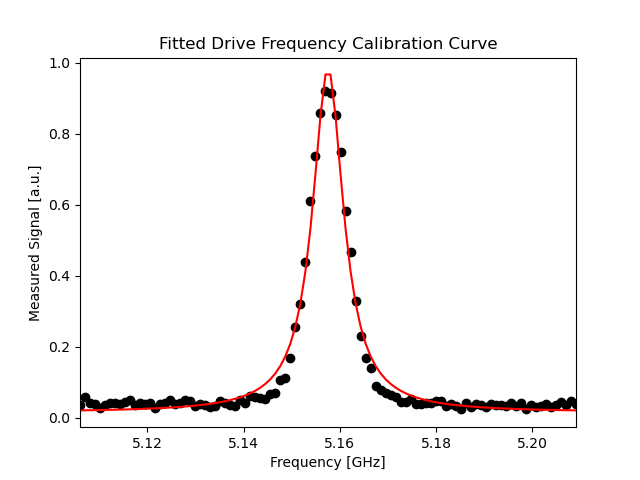 Fitted Drive Frequency Calibration Curve
1.0
0.8
0.6
0.4
0.2
0.0
Measured Signal [a.u.]
5.12 5.14 5.16 5.18 5.20
Frequency [GHz]